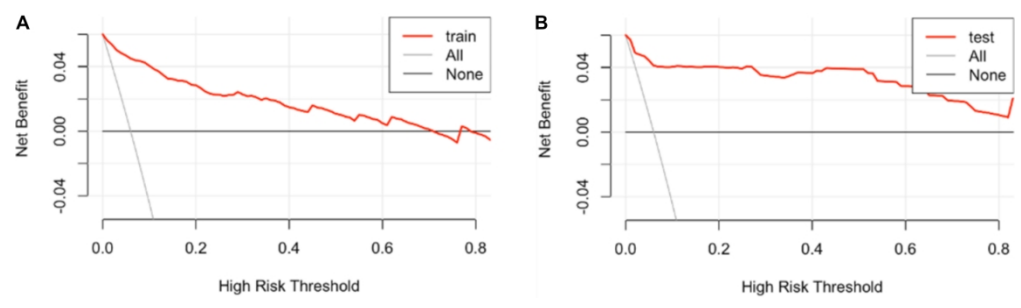 A
train
All
None
Net Benefit
0.04
0.00
-0.04
0.0 0.2 0.4 0.6 0.8
High Risk Threshold
B
test
All
None
Net Benefit
0.04
0.00
-0.04
0.0 0.2 0.4 0.6 0.8
High Risk Threshold